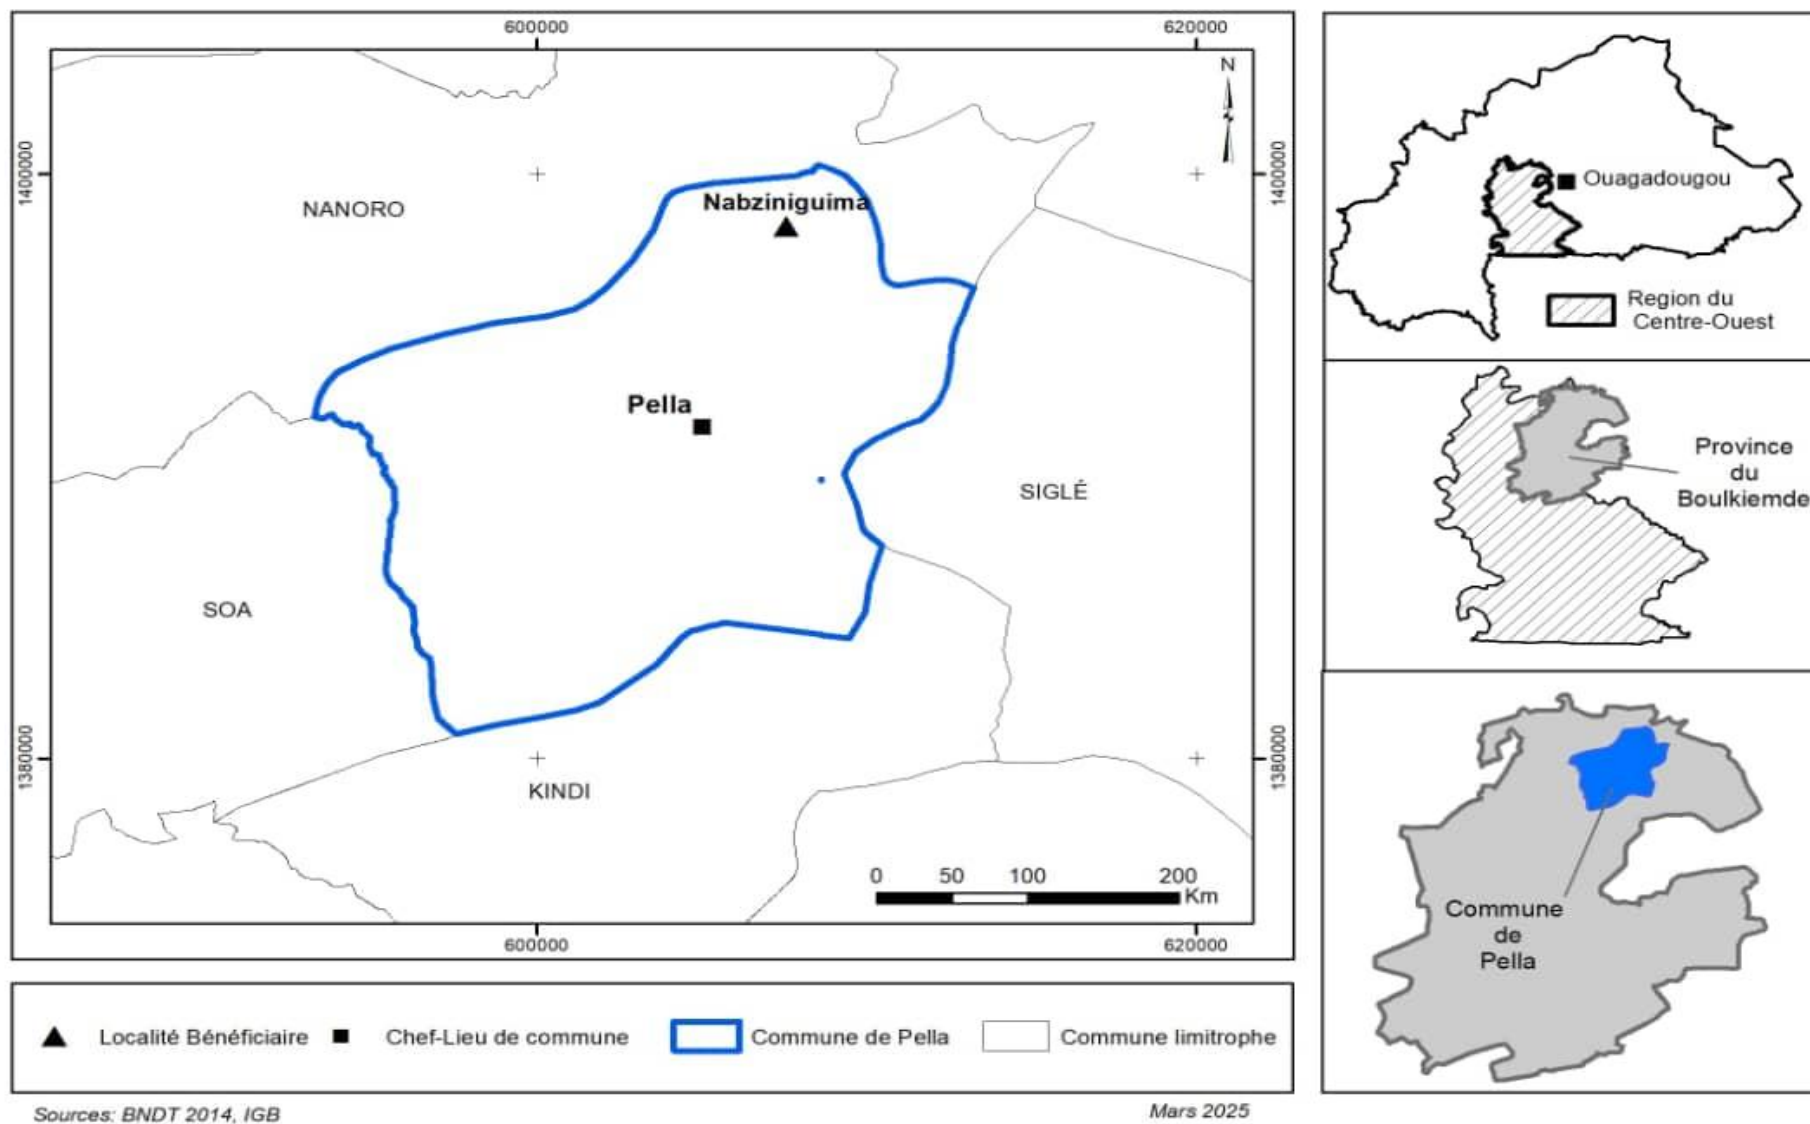 600000
620000
N
1400000
1400000
NANORO
Nabziniguima
Pella
SIGLÉ
SOA
1380000
1380000
KINDI
0 50 100 200
Km
600000
620000
Ouagadougou
Region du
Centre-Ouest
Province
du
Boulkiemde
Commune
de
Pella
Localité Bénéficiaire
Chef-Lieu de commune
Commune de Pella
Commune limitrophe
Sources: BNDT 2014, IGB
Mars 2025